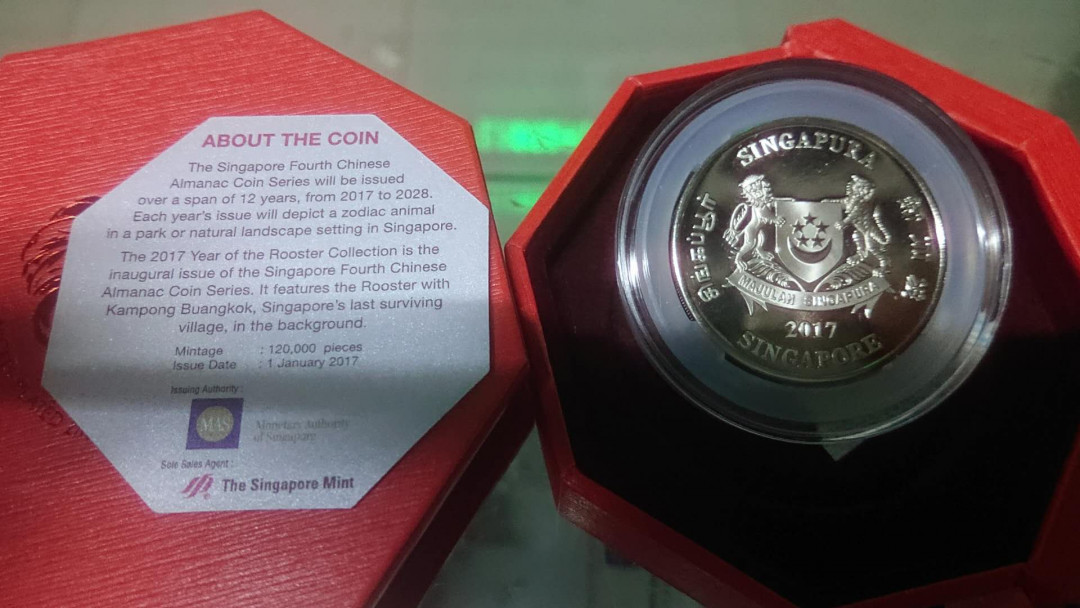 ABOUT THE COIN
The Singapore Fourth Chinese
Almanac Coin Series will be issued
over a span of 12 years, from 2017 to 2028.
Each year's issue will depict a zodiac animal
in a park or natural landscape setting in Singapore.
The 2017 Year of the Rooster Collection is the
inaugural issue of the Singapore Fourth Chinese
Almanac Coin Series. It features the Rooster with
Kampong Buangkok, Singapore's last surviving
village, in the background.
Mintage : 120,000 pieces
Issue Date : 1 January 2017
Issuing Authority :
MAS
Monetary Authority
of Singapore
Sole Sales Agent :
The Singapore Mint
SINGAPURA
சிங்கப்பூர்
新加坡
MAJULAH SINGAPURA
2017
SINGAPORE